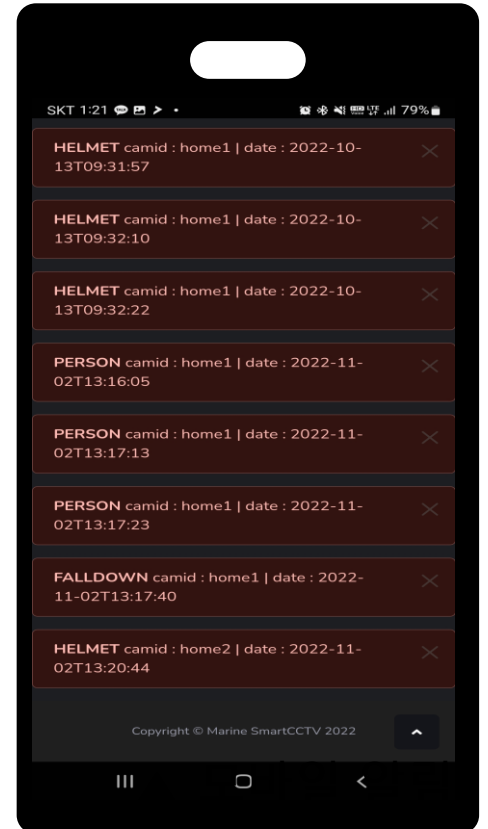 SKT 1:21 79%
HELMET camid : home1 | date : 2022-10-
13T09:31:57
HELMET camid : home1 | date : 2022-10-
13T09:32:10
HELMET camid : home1 | date : 2022-10-
13T09:32:22
PERSON camid : home1 | date : 2022-11-
02T13:16:05
PERSON camid : home1 | date : 2022-11-
02T13:17:13
PERSON camid : home1 | date : 2022-11-
02T13:17:23
FALLDOWN camid : home1 | date : 2022-
11-02T13:17:40
HELMET camid : home2 | date : 2022-11-
02T13:20:44
Copyright © Marine SmartCCTV 2022